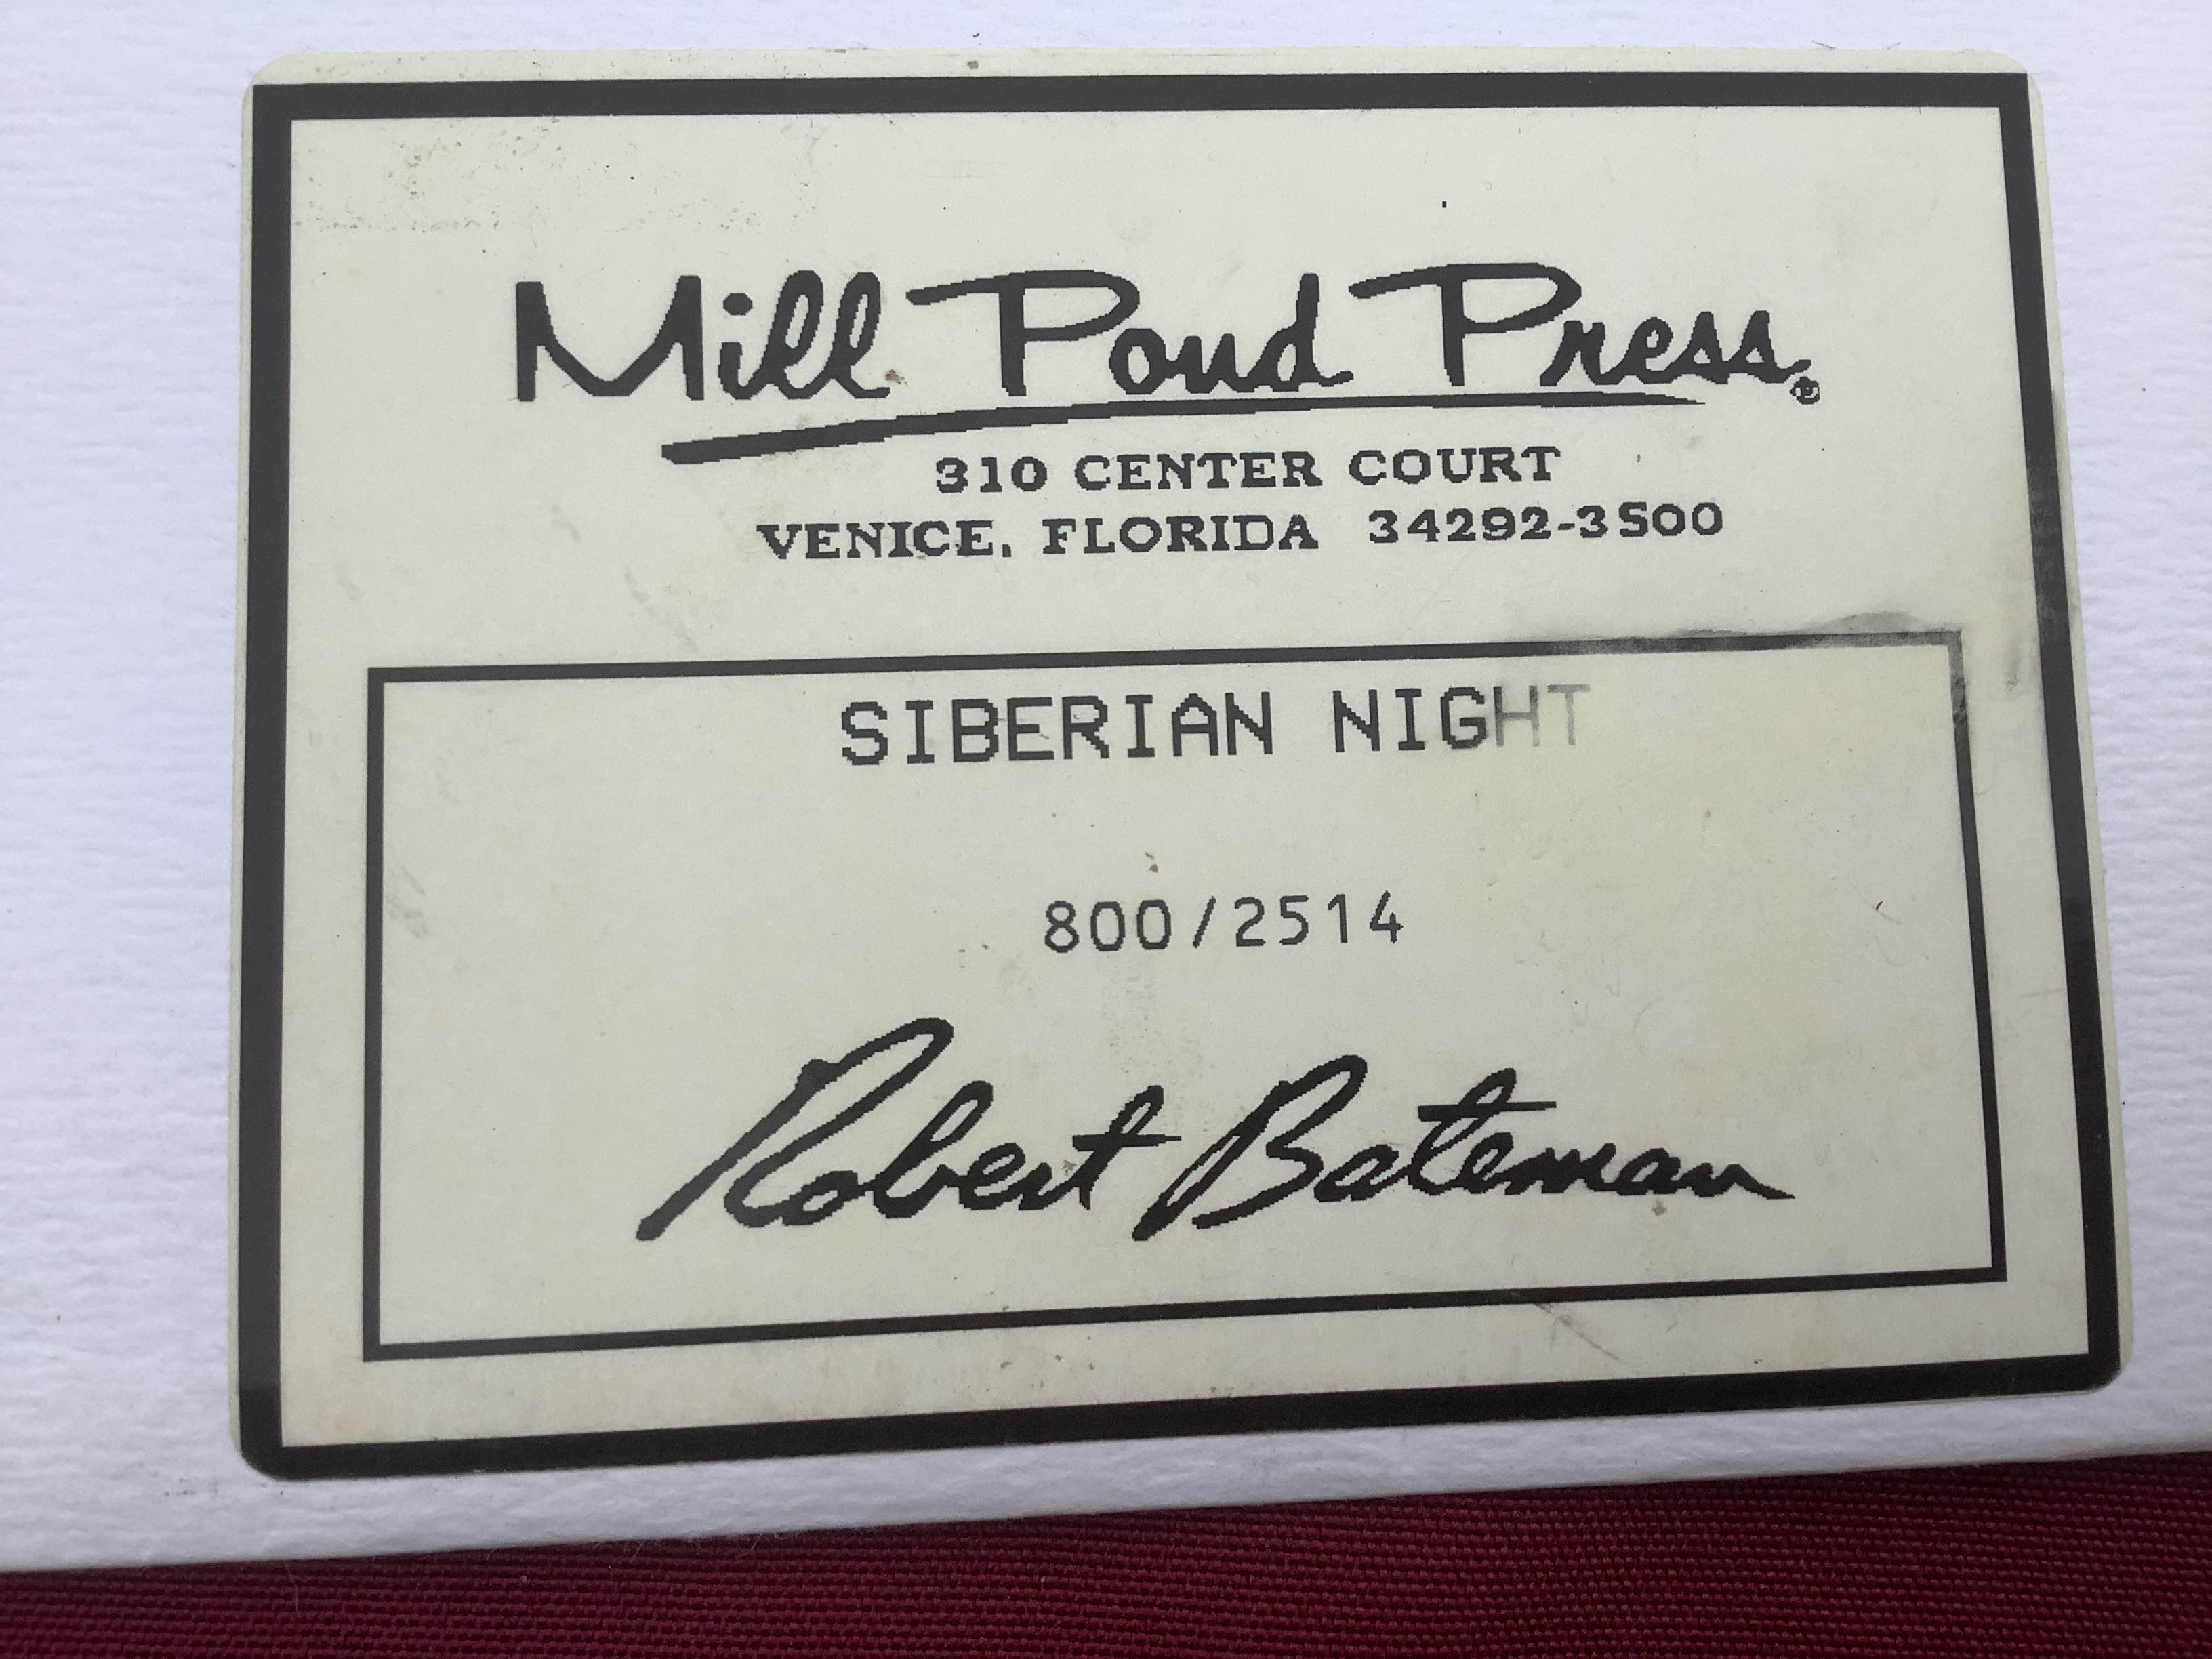 Mill Pond Press®
310 CENTER COURT
VENICE, FLORIDA 34292-3500
SIBERIAN NIGHT
800/2514
Robert Bateman